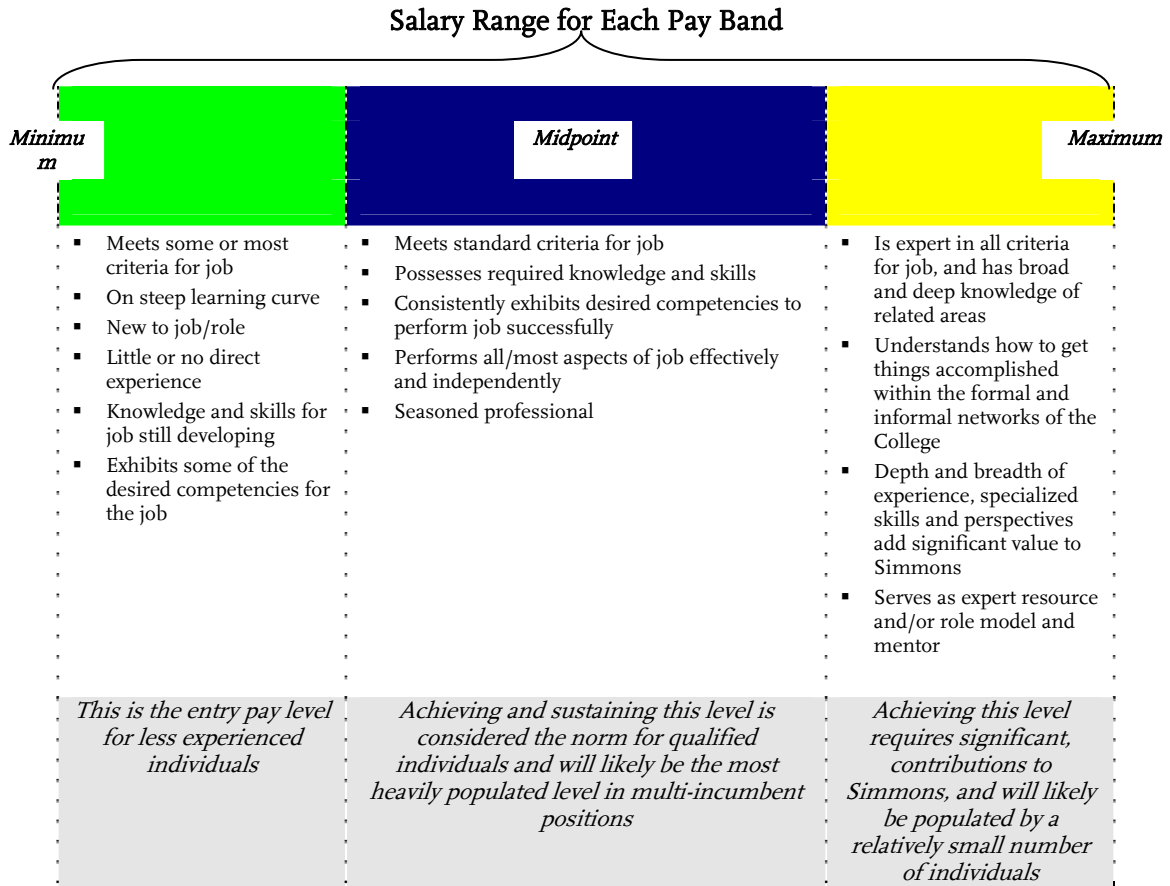 Salary Range for Each Pay Band
Minimu
m
Midpoint
Maximum
▪ Meets some or most
criteria for job
▪ On steep learning curve
▪ New to job/role
▪ Little or no direct
experience
▪ Knowledge and skills for
job still developing
▪ Exhibits some of the
desired competencies for
the job
▪ Meets standard criteria for job
▪ Possesses required knowledge and skills
▪ Consistently exhibits desired competencies to
perform job successfully
▪ Performs all/most aspects of job effectively
and independently
▪ Seasoned professional
▪ Is expert in all criteria
for job, and has broad
and deep knowledge of
related areas
▪ Understands how to get
things accomplished
within the formal and
informal networks of the
College
▪ Depth and breadth of
experience, specialized
skills and perspectives
add significant value to
Simmons
▪ Serves as expert resource
and/or role model and
mentor
This is the entry pay level
for less experienced
individuals
Achieving and sustaining this level is
considered the norm for qualified
individuals and will likely be the most
heavily populated level in multi-incumbent
positions
Achieving this level
requires significant,
contributions to
Simmons, and will likely
be populated by a
relatively small number
of individuals